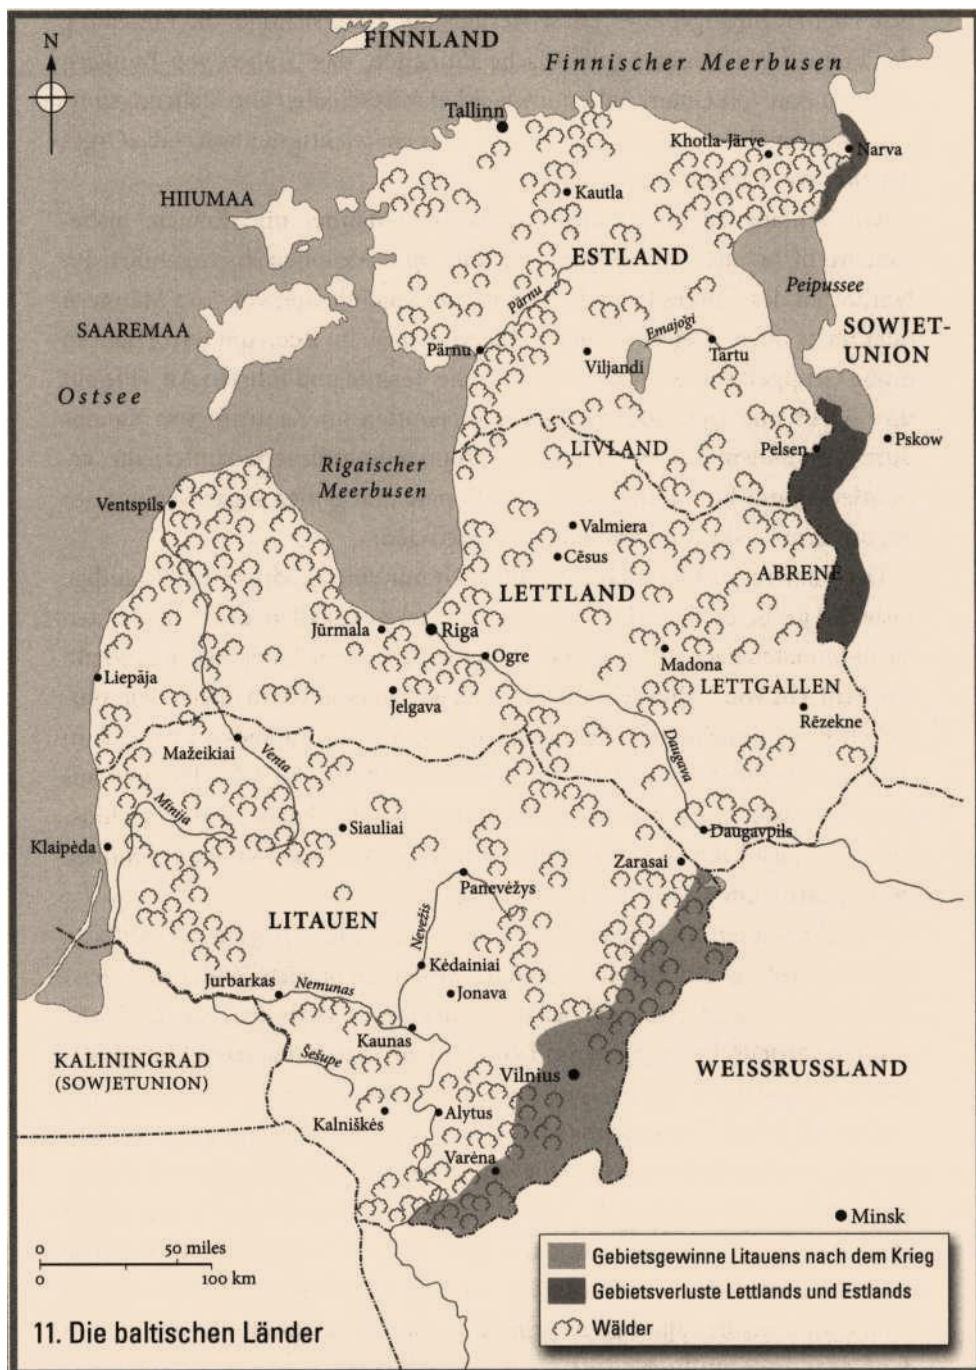 FINNLAND
N
Finnischer Meerbusen
Tallinn
Khotla-Järve
Narva
Kautla
HIIUMAA
ESTLAND
Peipussee
Pärnu
SAAREMAA
Emajõgi
SOWJET-
UNION
Pärnu
Tartu
Viljandi
Ostsee
Pskow
LIVLAND
Pelsen
Rigaischer
Meerbusen
Ventspils
Valmiera
Cēsus
ABRENE
LETTLAND
Jūrmala
Riga
Ogre
Madona
Liepāja
LETTGALLEN
Jelgava
Rēzekne
Daugava
Mažeikiai
Venta
Minija
Siauliai
Daugavpils
Klaipėda
Zarasai
Panevėžys
LITAUEN
Nevėžis
Kėdainiai
Jurbarkas
Nemunas
Jonava
Kaunas
KALININGRAD
(SOWJETUNION)
Šešupe
WEISSRUSSLAND
Vilnius
Kalniškės
Alytus
Varėna
Minsk
0 50 miles
0 100 km
Gebietsgewinne Litauens nach dem Krieg
Gebietsverluste Lettlands und Estlands
Wälder
11. Die baltischen Länder